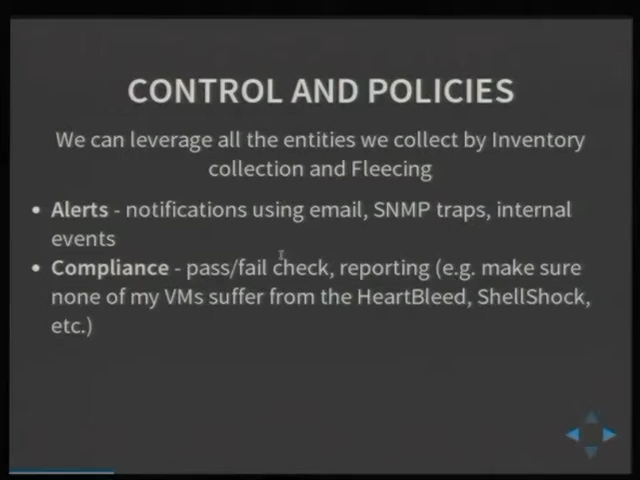 CONTROL AND POLICIES
We can leverage all the entities we collect by Inventory
collection and Fleecing
• Alerts - notifications using email, SNMP traps, internal
events
• Compliance - pass/fail check, reporting (e.g. make sure
none of my VMs suffer from the HeartBleed, ShellShock,
etc.)